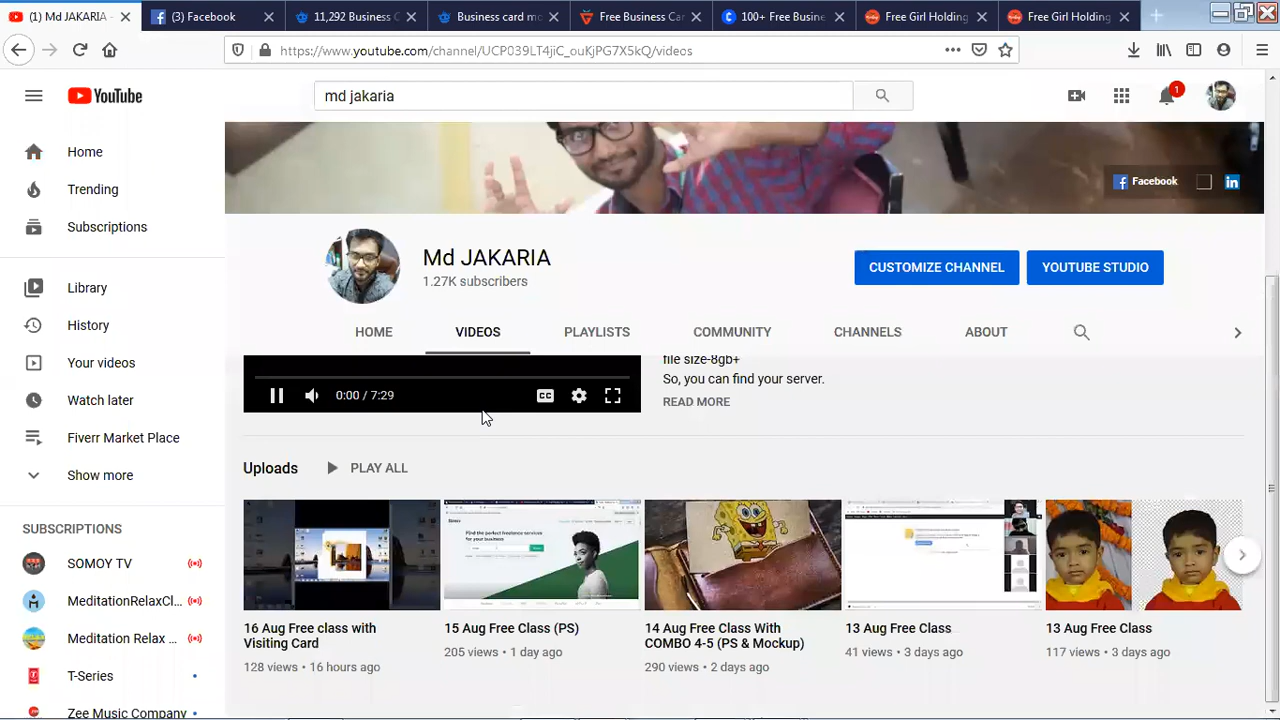 (1) Md JAKARIA -
(3) Facebook
11,292 Business C
Business card mo
Free Business Car
100+ Free Busine
Free Girl Holding
Free Girl Holding
https://www.youtube.com/channel/UCP039LT4jiC_ouKjPG7X5kQ/videos
YouTube
md jakaria
1
Home
Trending
Subscriptions
Library
History
Your videos
Watch later
Fiverr Market Place
Show more
SUBSCRIPTIONS
SOMOY TV
MeditationRelaxCl...
Meditation Relax ...
T-Series
Zee Music Company
Facebook
Md JAKARIA
1.27K subscribers
CUSTOMIZE CHANNEL
YOUTUBE STUDIO
HOME
VIDEOS
PLAYLISTS
COMMUNITY
CHANNELS
ABOUT
0:00 / 7:29
CC
file size-8gb+
So, you can find your server.
READ MORE
Uploads
PLAY ALL
16 Aug Free class with
Visiting Card
128 views • 16 hours ago
15 Aug Free Class (PS)
205 views • 1 day ago
14 Aug Free Class With
COMBO 4-5 (PS & Mockup)
290 views • 2 days ago
13 Aug Free Class
41 views • 3 days ago
13 Aug Free Class
117 views • 3 days ago